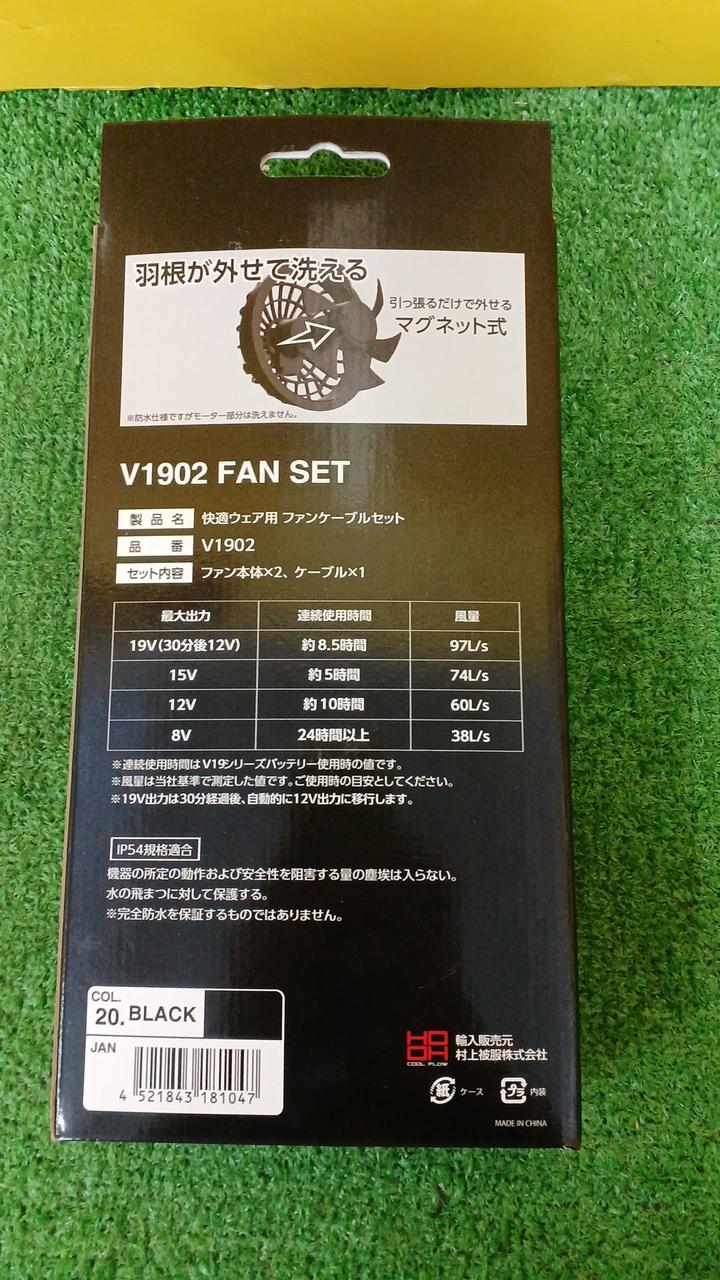 羽根が外せて洗える
引っ張るだけで外せる
マグネット式
※防水仕様ですがモーター部分は洗えません。
V1902 FAN SET
製品名 快適ウェア用 ファンケーブルセット
品番 V1902
セット内容 ファン本体×2、ケーブル×1
最大出力 連続使用時間 風量
19V(30分後12V) 約8.5時間 97L/s
15V 約5時間 74L/s
12V 約10時間 60L/s
8V 24時間以上 38L/s
※連続使用時間はV19シリーズバッテリー使用時の値です。
※風量は当社基準で測定した値です。ご使用時の目安としてください。
※19V出力は30分経過後、自動的に12V出力に移行します。
IP54規格適合
機器の所定の動作および安全性を阻害する量の塵埃は入らない。
水の飛まつに対して保護する。
※完全防水を保証するものではありません。
COL.
20. BLACK
JAN
4 521843 181047
HOOH
COOL FLOW
輸入販売元
村上被服株式会社
紙 ケース
プラ 内装
MADE IN CHINA